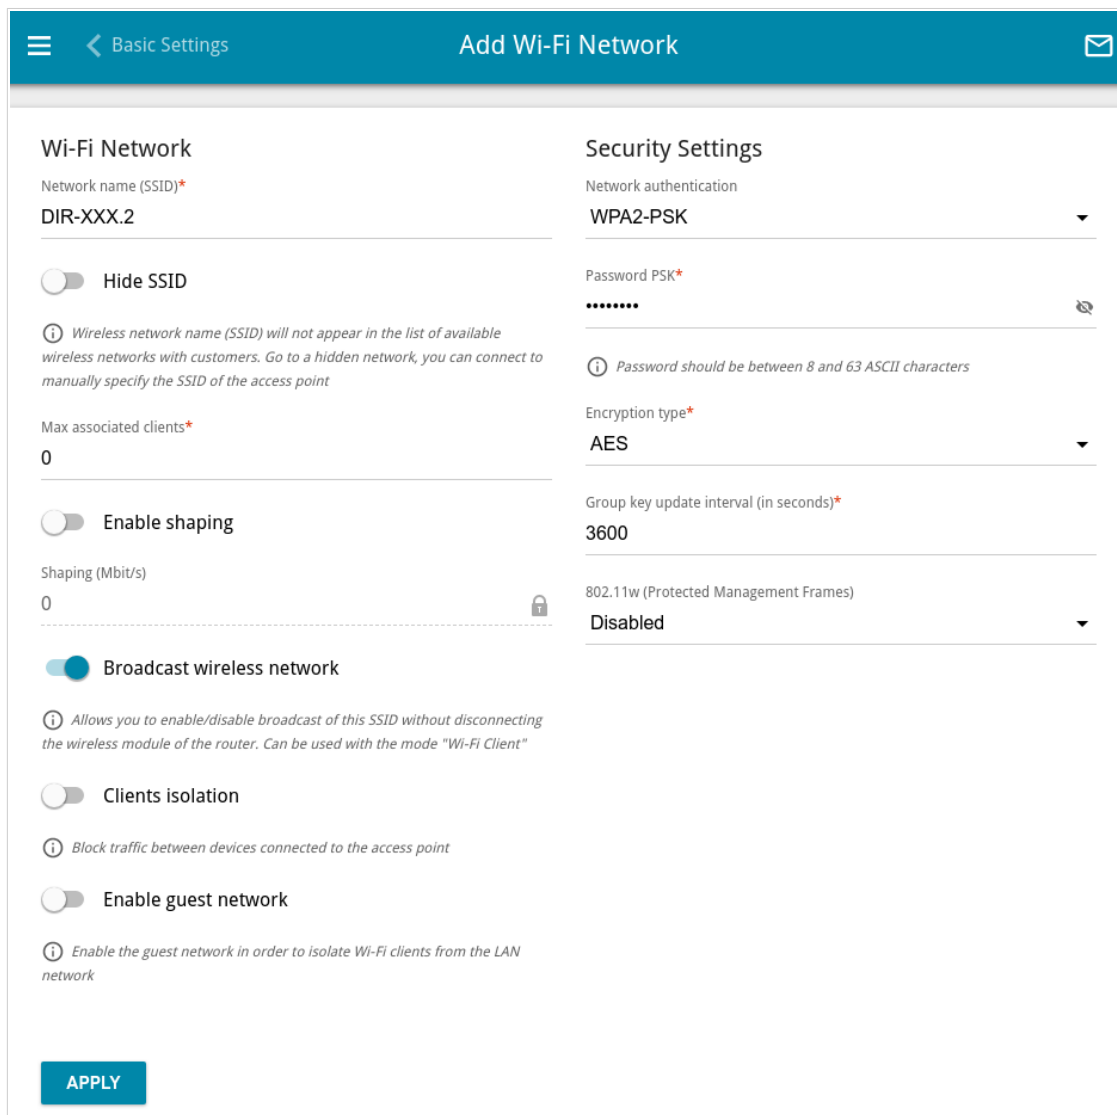 Basic Settings
Add Wi-Fi Network
Wi-Fi Network
Network name (SSID)*
DIR-XXX.2
Hide SSID
Wireless network name (SSID) will not appear in the list of available
wireless networks with customers. Go to a hidden network, you can connect to
manually specify the SSID of the access point
Max associated clients*
0
Enable shaping
Shaping (Mbit/s)
0
Broadcast wireless network
Allows you to enable/disable broadcast of this SSID without disconnecting
the wireless module of the router. Can be used with the mode "Wi-Fi Client"
Clients isolation
Block traffic between devices connected to the access point
Enable guest network
Enable the guest network in order to isolate Wi-Fi clients from the LAN
network
APPLY
Security Settings
Network authentication
WPA2-PSK
Password PSK*
••••••••
Password should be between 8 and 63 ASCII characters
Encryption type*
AES
Group key update interval (in seconds)*
3600
802.11w (Protected Management Frames)
Disabled